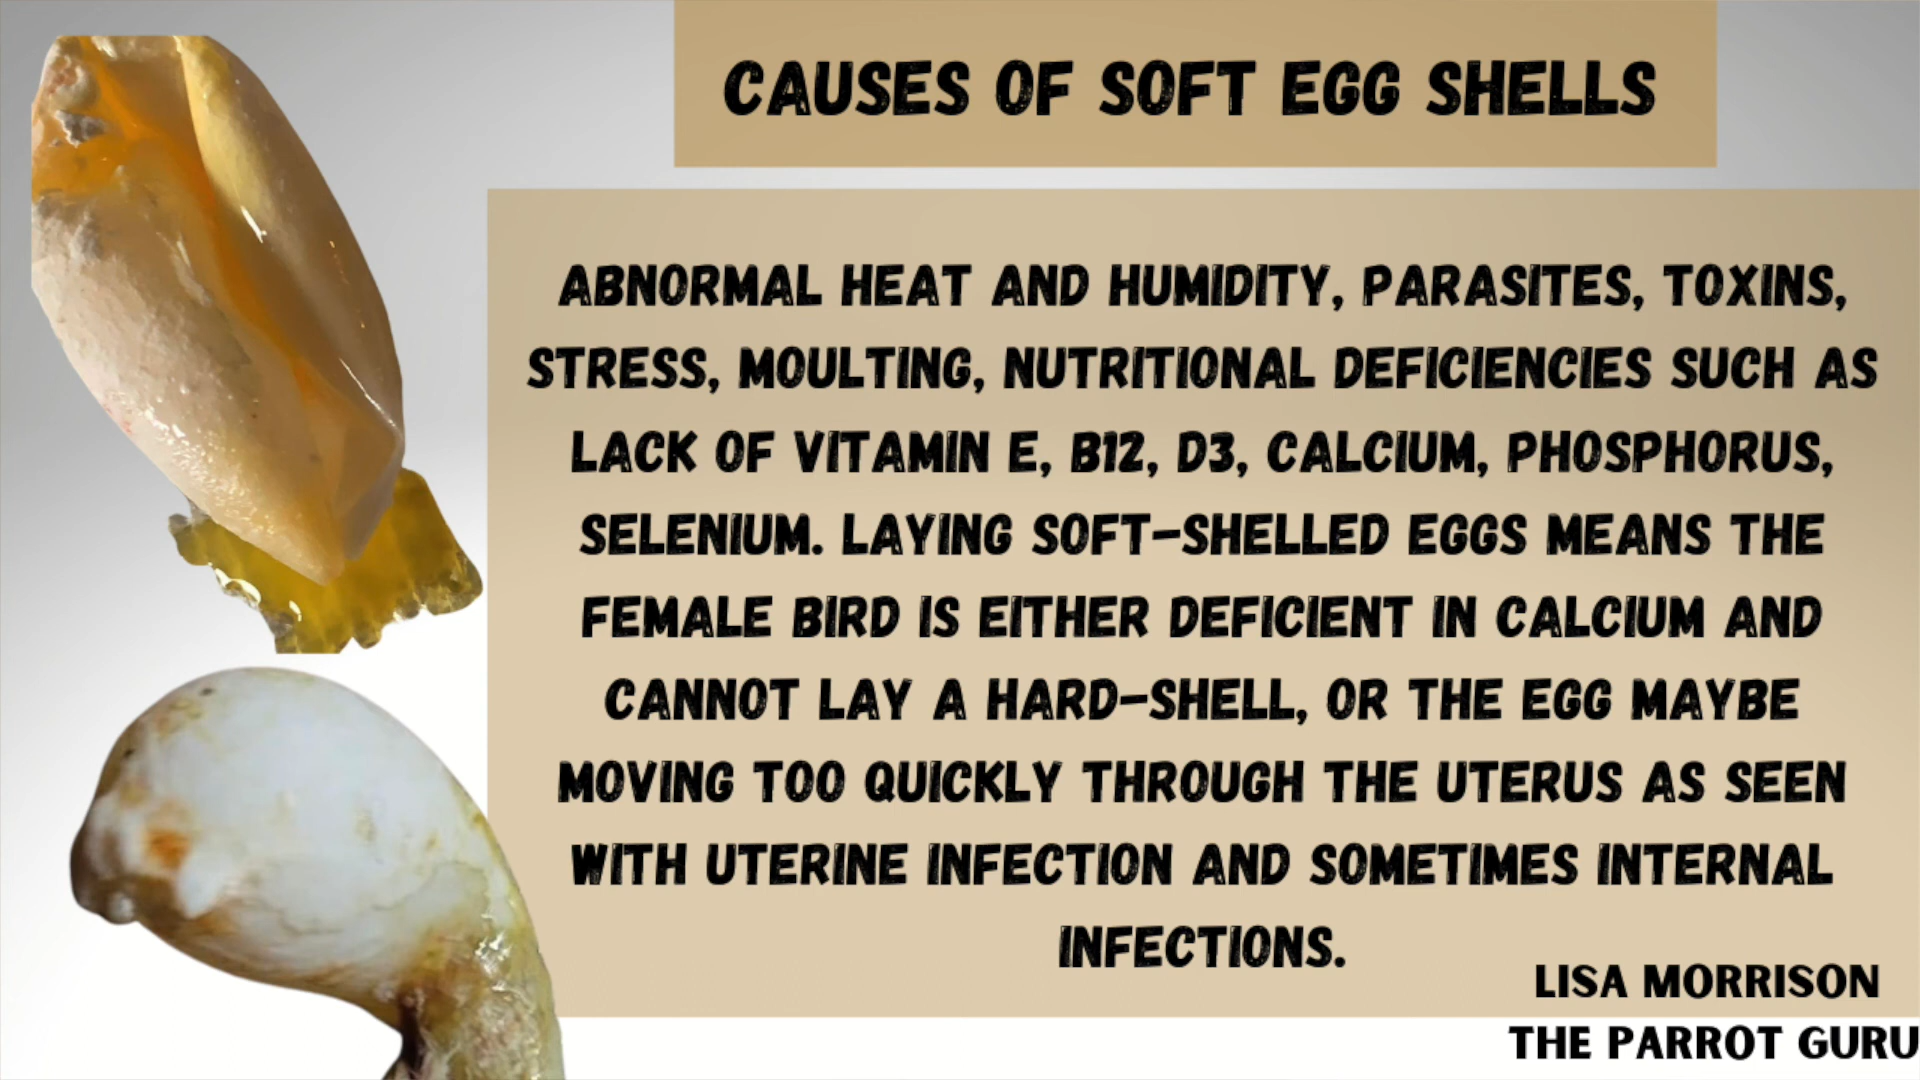 CAUSES OF SOFT EGG SHELLS
ABNORMAL HEAT AND HUMIDITY, PARASITES, TOXINS,
STRESS, MOULTING, NUTRITIONAL DEFICIENCIES SUCH AS
LACK OF VITAMIN E, B12, D3, CALCIUM, PHOSPHORUS,
SELENIUM. LAYING SOFT-SHELLED EGGS MEANS THE
FEMALE BIRD IS EITHER DEFICIENT IN CALCIUM AND
CANNOT LAY A HARD-SHELL, OR THE EGG MAYBE
MOVING TOO QUICKLY THROUGH THE UTERUS AS SEEN
WITH UTERINE INFECTION AND SOMETIMES INTERNAL
INFECTIONS.
LISA MORRISON
THE PARROT GURU